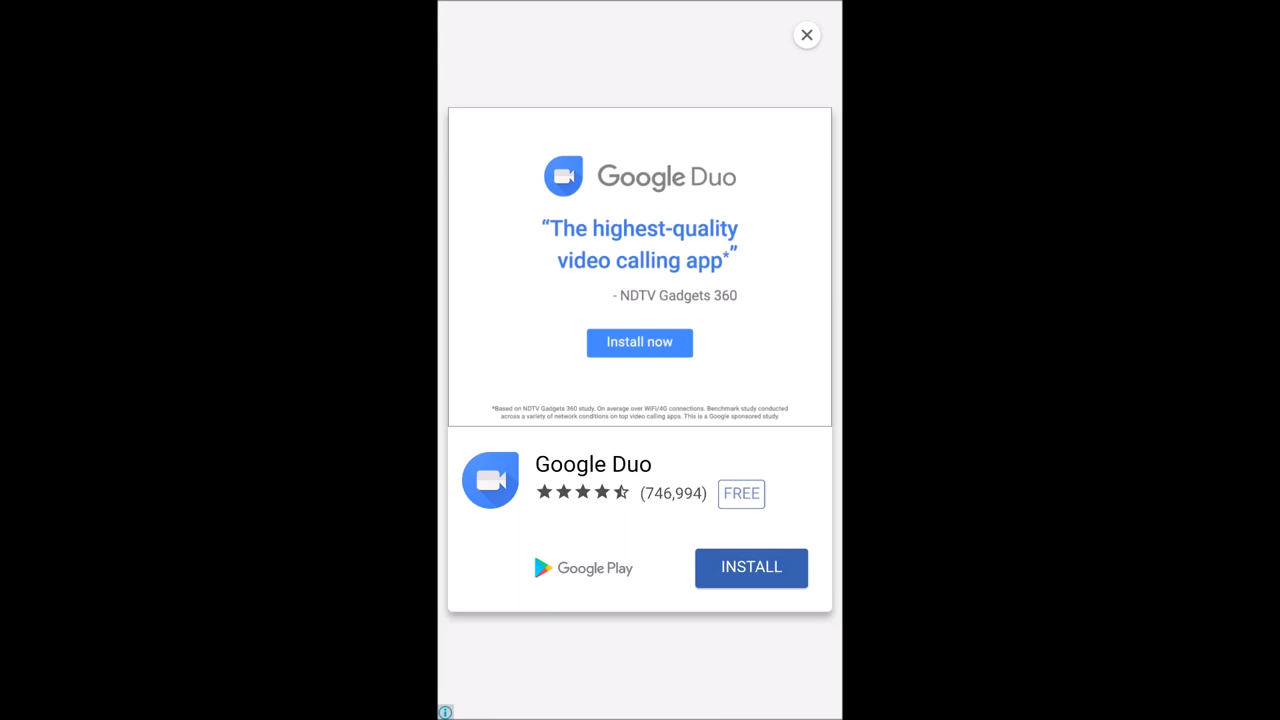 Google Duo
“The highest-quality
video calling app*”
- NDTV Gadgets 360
Install now
*Based on NDTV Gadgets 360 study. On average over WiFi/4G connections. Benchmark study conducted
across a variety of network conditions on top video calling apps. This is a Google sponsored study.
Google Duo
(746,994) FREE
Google Play INSTALL